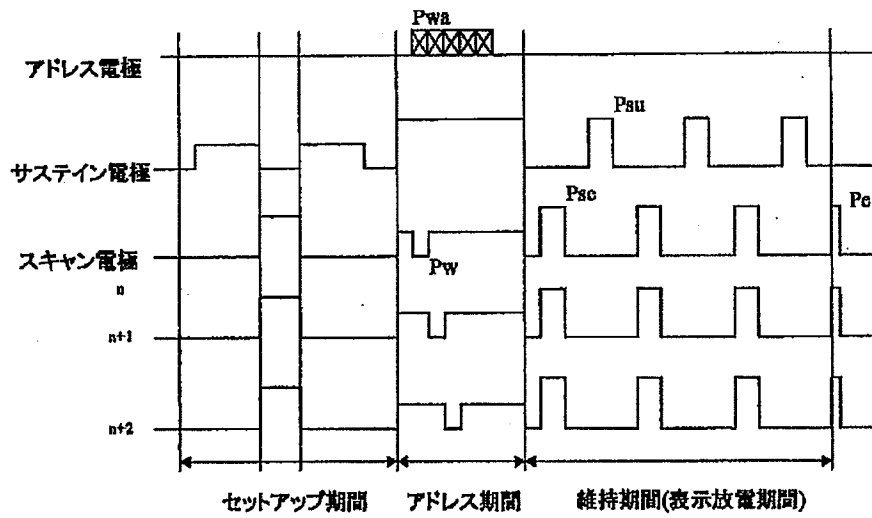 Pwa
アドレス電極
Psu
サステイン電極
Psc
Pe
スキャン電極
Pw
n
n+1
n+2
セットアップ期間
アドレス期間
維持期間(表示放電期間)